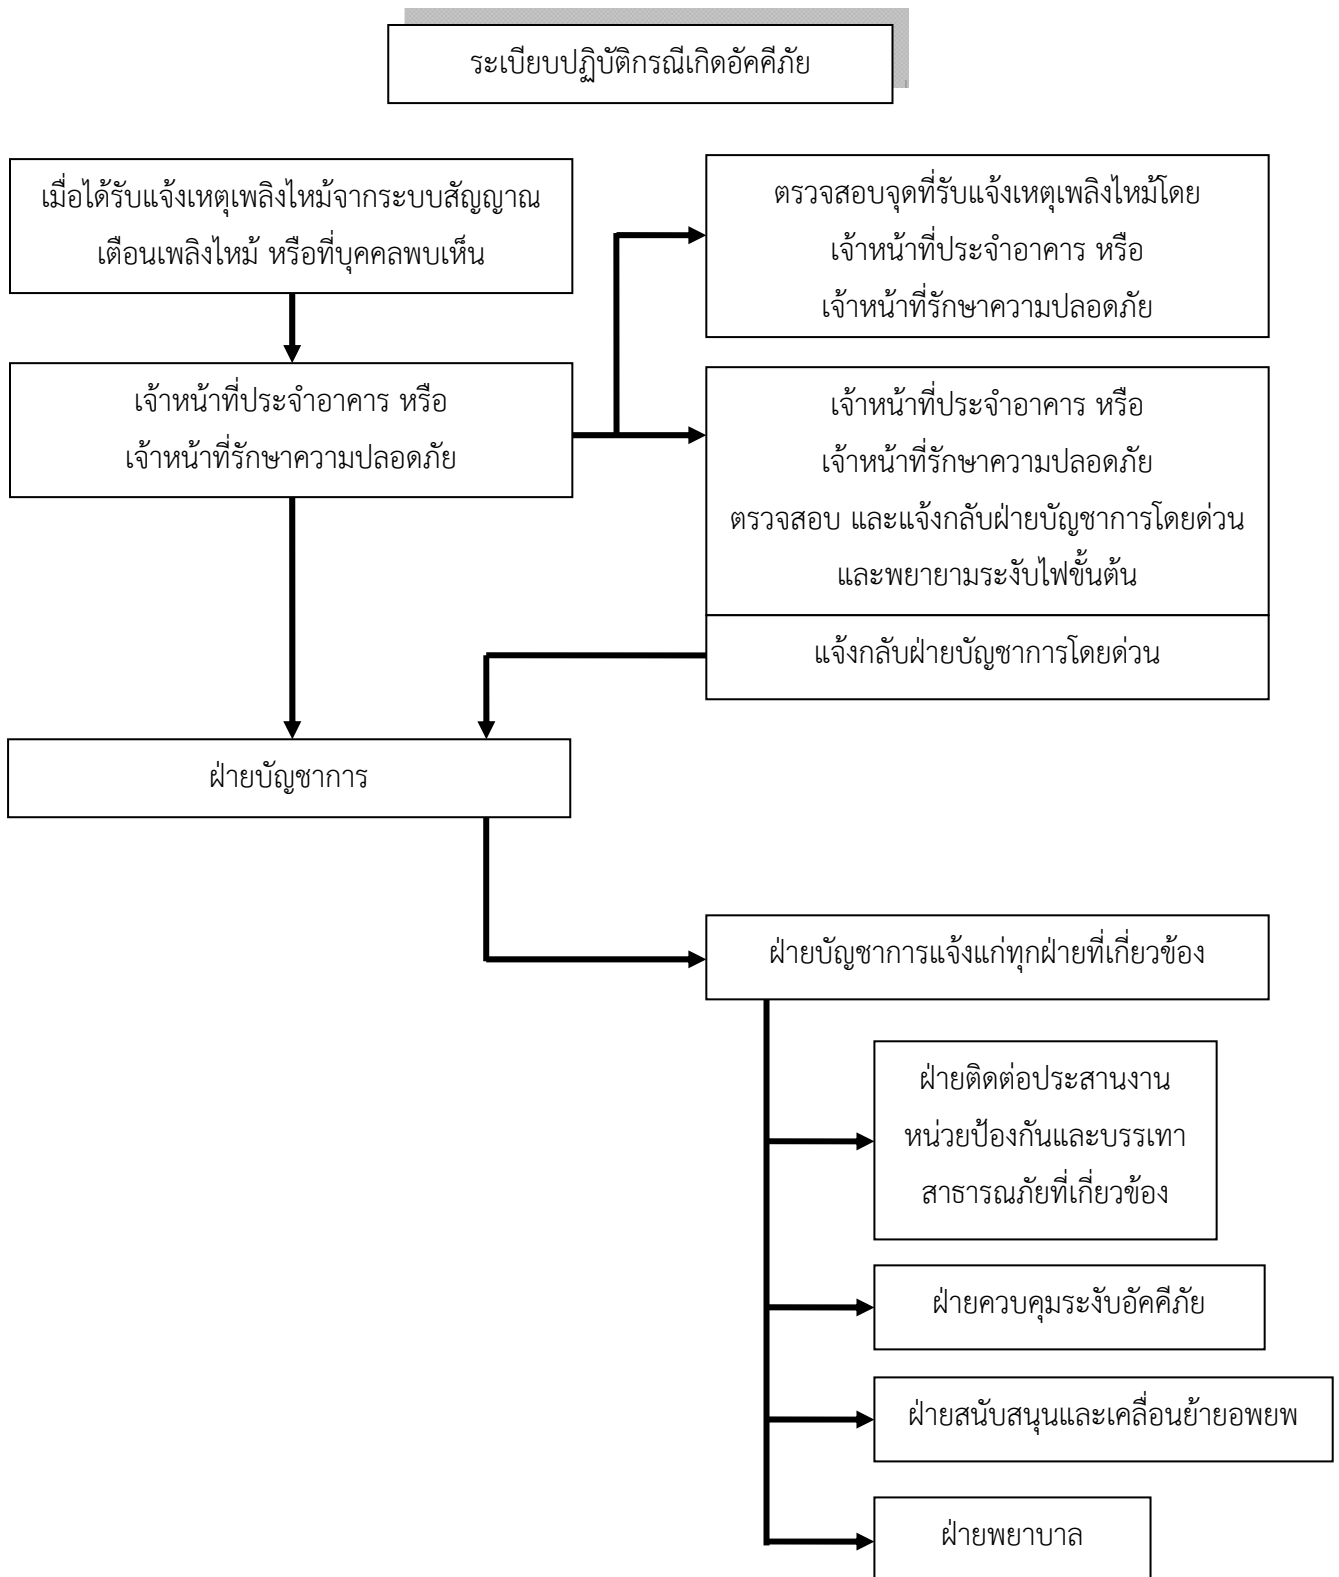 ระเบียบปฏิบัติกรณีเกิดอัคคีภัย
เมื่อได้รับแจ้งเหตุเพลิงไหม้จากระบบสัญญาณ
เตือนเพลิงไหม้ หรือที่บุคคลพบเห็น
ตรวจสอบจุดที่รับแจ้งเหตุเพลิงไหม้โดย
เจ้าหน้าที่ประจำอาคาร หรือ
เจ้าหน้าที่รักษาความปลอดภัย
เจ้าหน้าที่ประจำอาคาร หรือ
เจ้าหน้าที่รักษาความปลอดภัย
เจ้าหน้าที่ประจำอาคาร หรือ
เจ้าหน้าที่รักษาความปลอดภัย
ตรวจสอบ และแจ้งกลับฝ่ายบัญชาการโดยด่วน
และพยายามระงับไฟขั้นต้น
แจ้งกลับฝ่ายบัญชาการโดยด่วน
ฝ่ายบัญชาการ
ฝ่ายบัญชาการแจ้งแก่ทุกฝ่ายที่เกี่ยวข้อง
ฝ่ายติดต่อประสานงาน
หน่วยป้องกันและบรรเทา
สาธารณภัยที่เกี่ยวข้อง
ฝ่ายควบคุมระงับอัคคีภัย
ฝ่ายสนับสนุนและเคลื่อนย้ายอพยพ
ฝ่ายพยาบาล